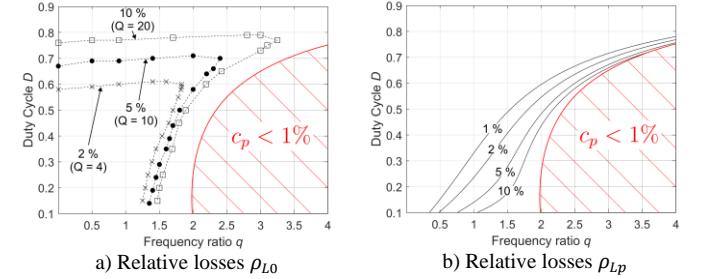 10 %
(Q = 20)
5 %
(Q = 10)
2 %
(Q = 4)
c_p < 1%
Duty Cycle D
0.9
0.8
0.7
0.6
0.5
0.4
0.3
0.2
0.1
0.5 1 1.5 2 2.5 3 3.5 4
Frequency ratio q
a) Relative losses ρ_L0
1 %
2 %
5 %
10 %
c_p < 1%
Duty Cycle D
0.9
0.8
0.7
0.6
0.5
0.4
0.3
0.2
0.1
0.5 1 1.5 2 2.5 3 3.5 4
Frequency ratio q
b) Relative losses ρ_Lp